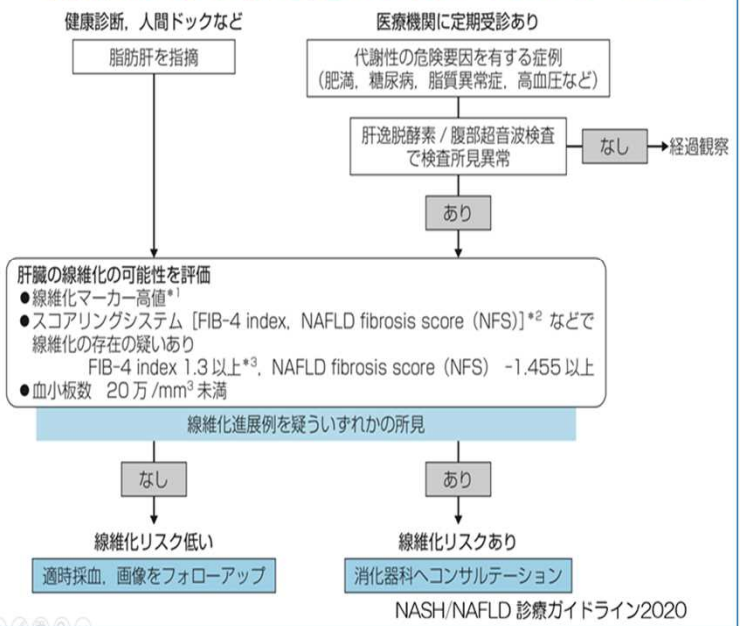 健康診断，人間ドックなど
脂肪肝を指摘
医療機関に定期受診あり
代謝性の危険要因を有する症例
（肥満，糖尿病，脂質異常症，高血圧など）
肝逸脱酵素 / 腹部超音波検査
で検査所見異常
なし
経過観察
あり
肝臓の線維化の可能性を評価
●線維化マーカー高値*1
●スコアリングシステム［FIB-4 index，NAFLD fibrosis score（NFS）］*2 などで
線維化の存在の疑いあり
FIB-4 index 1.3 以上*3，NAFLD fibrosis score（NFS） -1.455 以上
●血小板数 20 万 /mm3 未満
線維化進展例を疑ういずれかの所見
なし
線維化リスク低い
適時採血，画像をフォローアップ
あり
線維化リスクあり
消化器科へコンサルテーション
NASH/NAFLD 診療ガイドライン2020